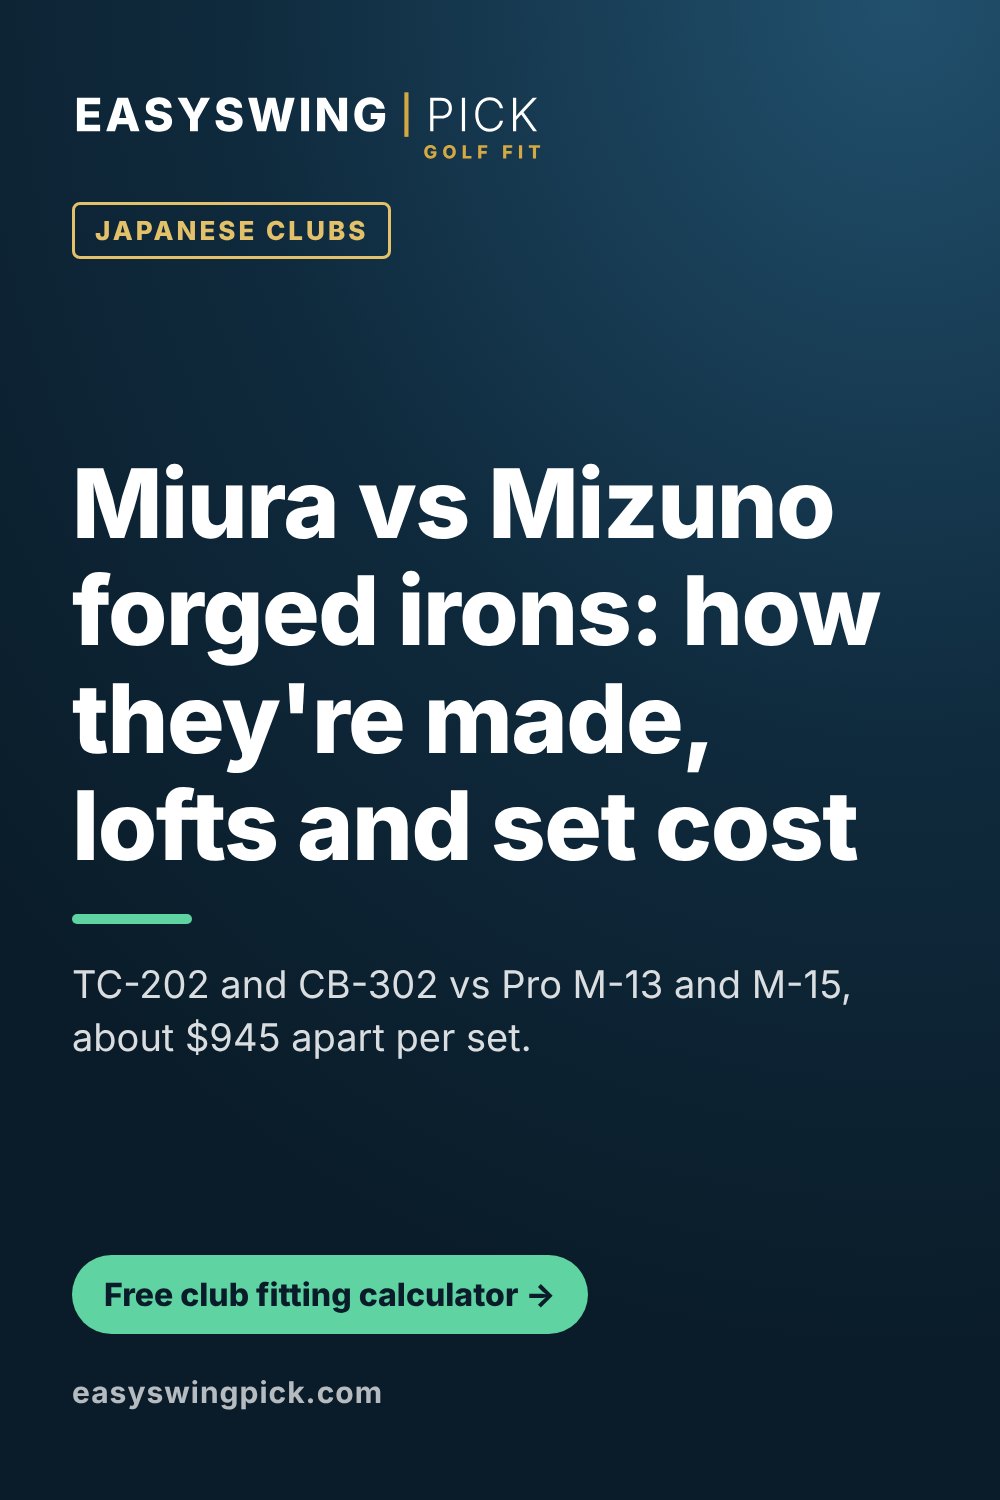 EASYSWING | PICK
GOLF FIT
JAPANESE CLUBS
Miura vs Mizuno
forged irons: how
they're made,
lofts and set cost
TC-202 and CB-302 vs Pro M-13 and M-15,
about $945 apart per set.
Free club fitting calculator →
easyswingpick.com